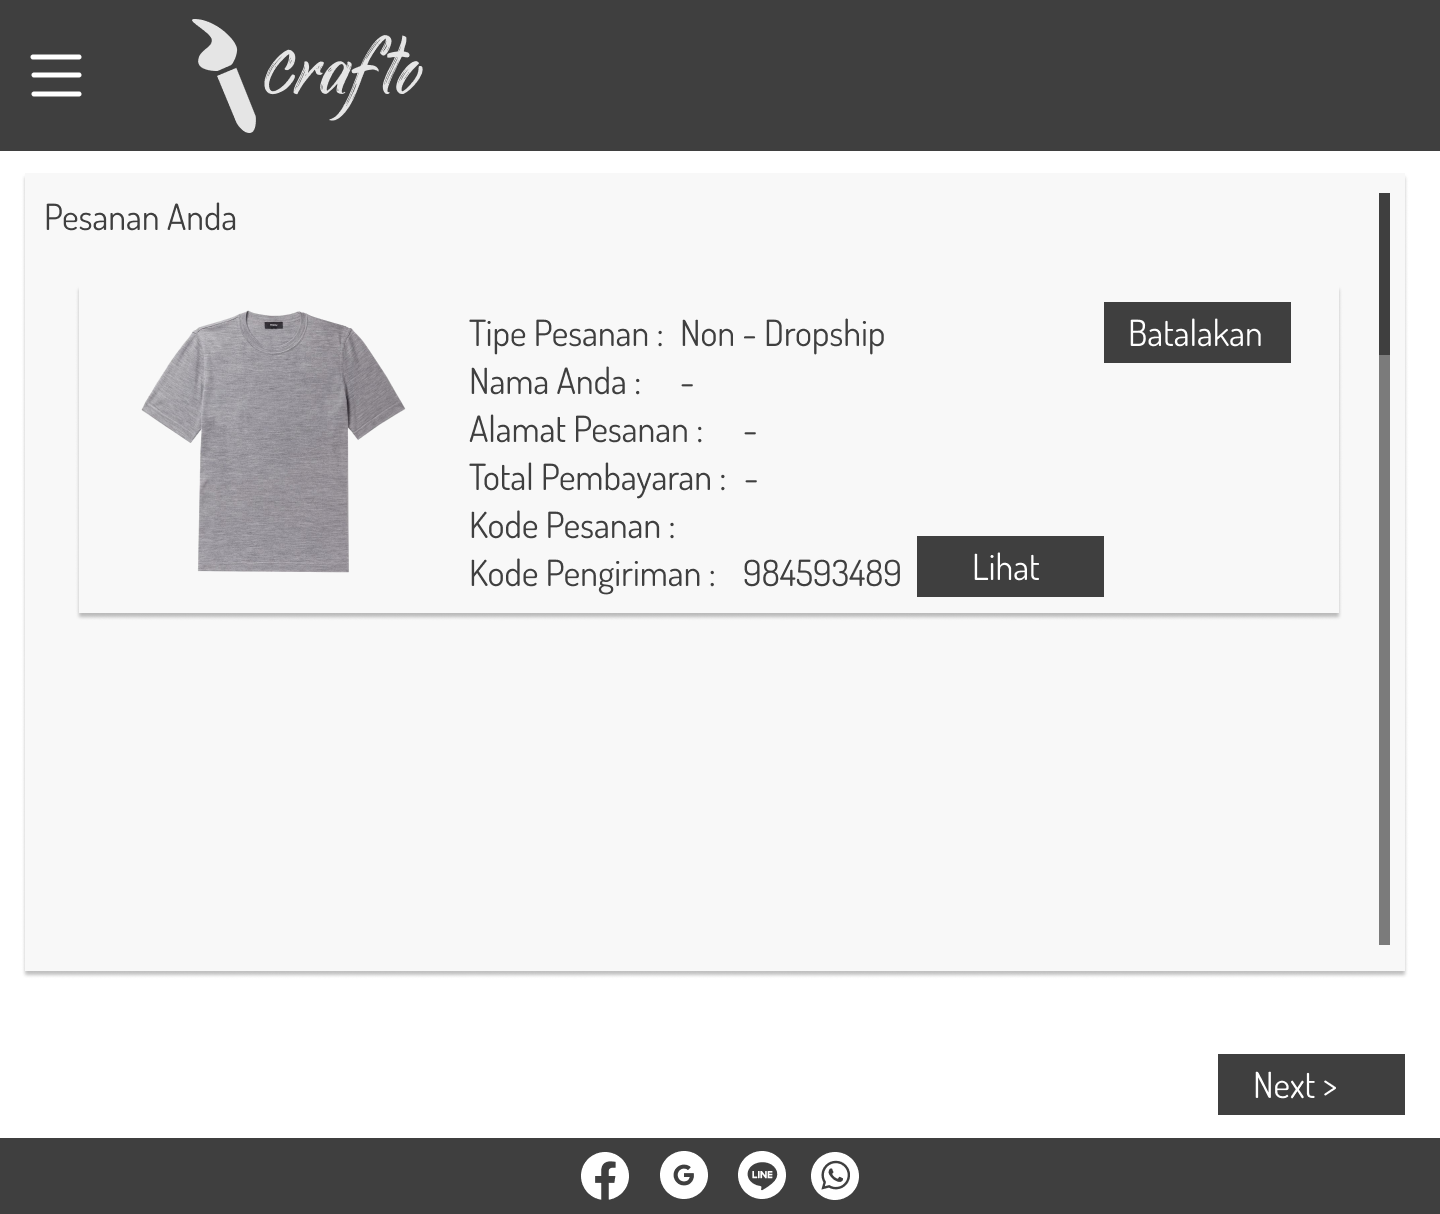 Crafto
Pesanan Anda
Tipe Pesanan : Non - Dropship
Batalakan
Nama Anda : -
Alamat Pesanan : -
Total Pembayaran : -
Kode Pesanan :
Kode Pengiriman : 984593489
Lihat
Next >
LINE